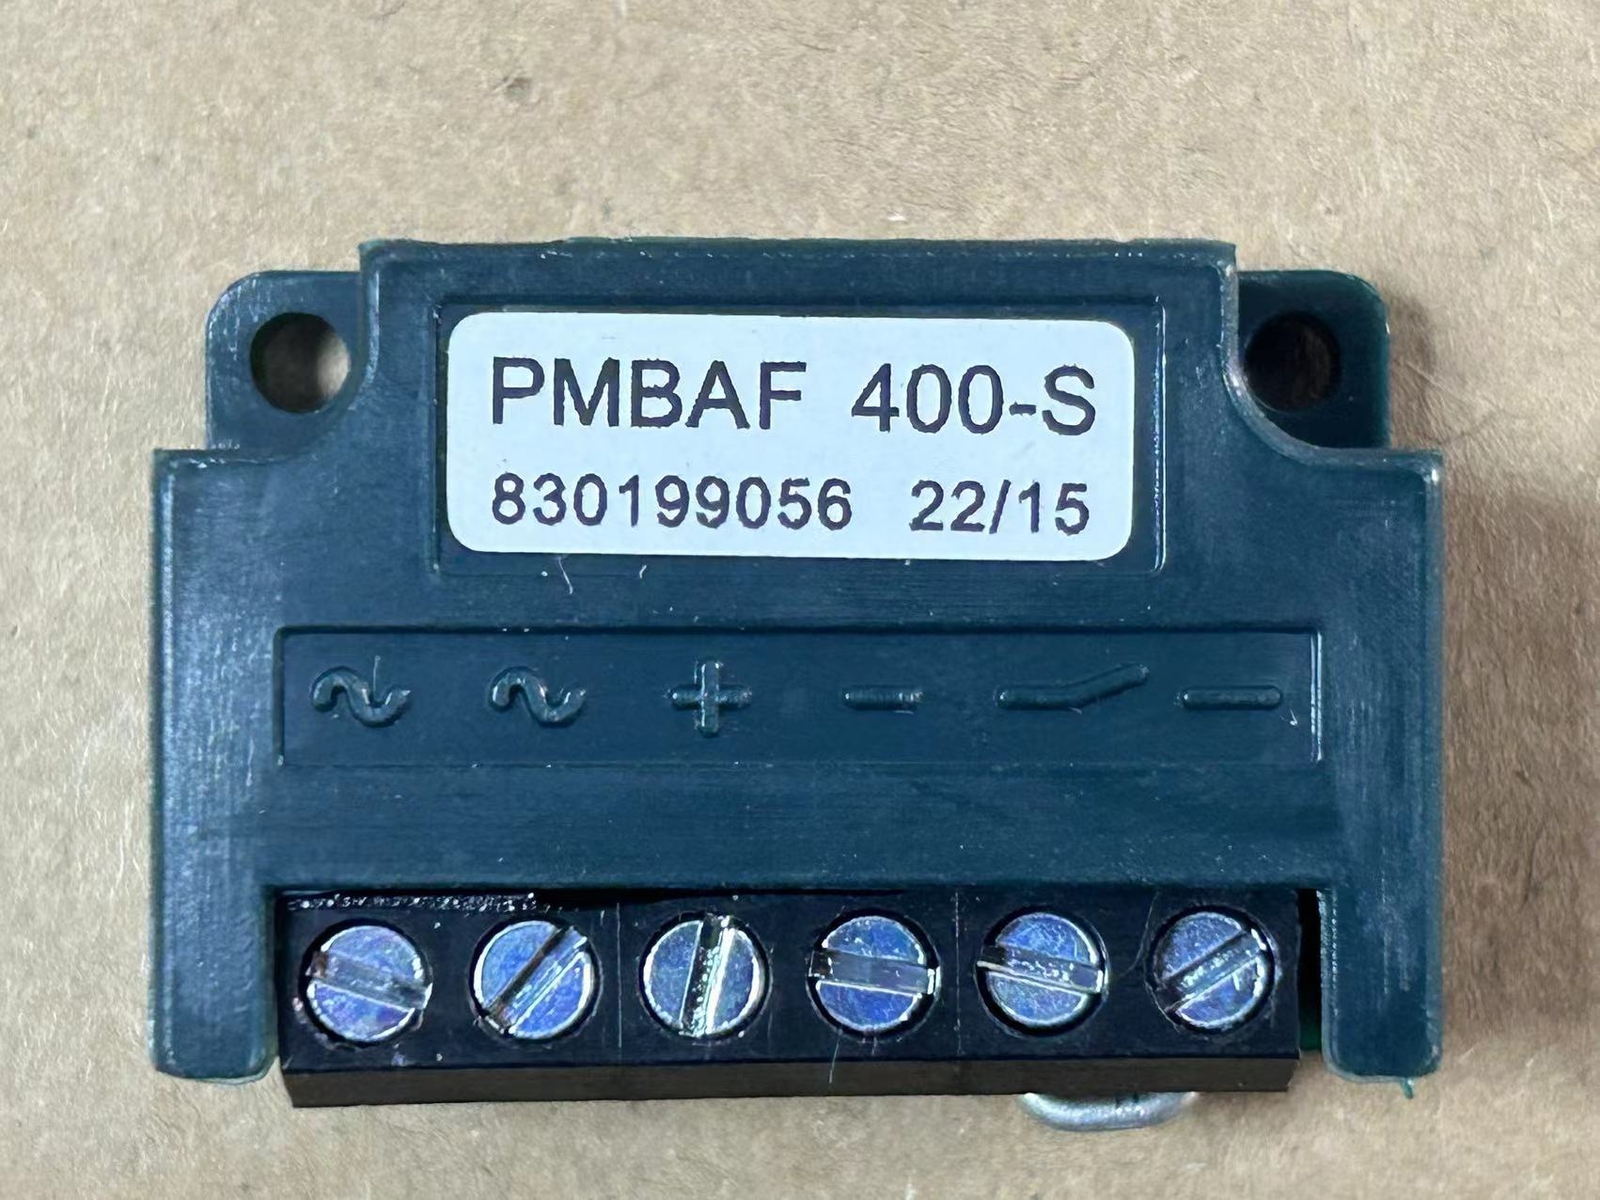 PMBAF 400-S
830199056 22/15
~ ~ + - -